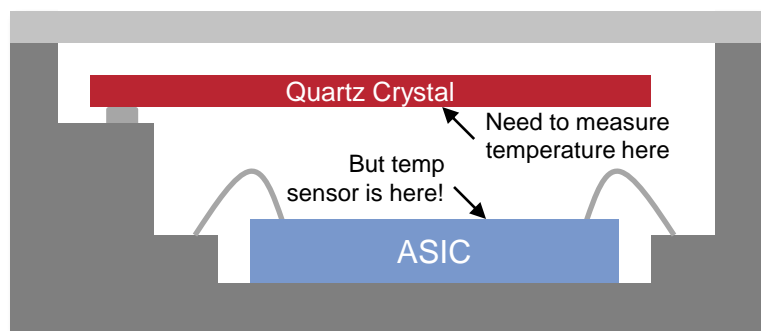 Quartz Crystal
Need to measure
temperature here
But temp
sensor is here!
ASIC